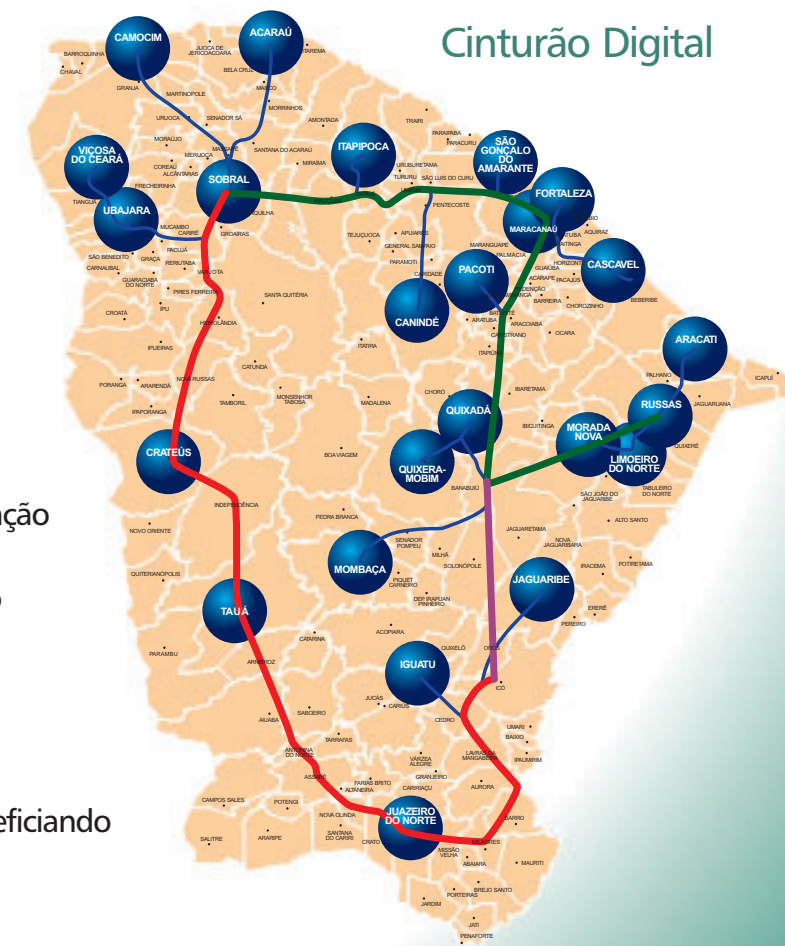 Cinturão Digital
CAMOCIM
ACARAÚ
JIJOCA DE
JERICOACOARA
ITAREMA
BARROQUINHA
CHAVAL
BELA CRUZ
GRANJA
MARCO
MARTINÓPOLE
MORRINHOS
URUOCA
SENADOR SÁ
AMONTADA
TRAIRI
MORAÚJO
MASSAPÊ
SANTANA DO ACARAÚ
ITAPIPOCA
PARAIPABA
PARACURU
SÃO
GONÇALO
DO
AMARANTE
VIÇOSA
DO CEARÁ
MERUOCA
COREAÚ
ALCÂNTARAS
MIRAÍMA
URUBURETAMA
TURURU
SÃO LUIS DO CURU
FRECHEIRINHA
SOBRAL
FORTALEZA
TIANGUÁ
UBAJARA
PENTECOSTE
MUCAMBO
CARIRÉ
GROAÍRAS
TEJUÇUOCA
APUIARÉS
MARACANAÚ
AQUIRAZ
SÃO BENEDITO
GRAÇA
PACUJÁ
GENERAL SAMPAIO
MARANGUAPE
PALMÁCIA
ITAITINGA
CARNAUBAL
RERIUTABA
VARJOTA
PARAMOTI
CARIDADE
PACOTI
GUAIÚBA
HORIZONTE
CASCAVEL
GUARACIABA
DO NORTE
PIRES FERREIRA
ACARAPE
PACAJÚS
REDENÇÃO
BARREIRA
CHOROZINHO
BEBERIBE
SANTA QUITÉRIA
CROATÁ
IPU
HIDROLÂNDIA
CANINDÉ
BATURITÉ
ARATUBA
ARACOIABA
CAPISTRANO
OCARA
IPUEIRAS
ITATIRA
ITAPIÚNA
ARACATI
NOVA RUSSAS
CATUNDA
PALHANO
ICAPUÍ
PORANGA
ARARENDÁ
TAMBORIL
MONSENHOR
TABOSA
MADALENA
CHORÓ
IBARETAMA
JAGUARUANA
IPAPORANGA
QUIXADÁ
RUSSAS
IBICUITINGA
MORADA
NOVA
CRATEÚS
BOA VIAGEM
QUIXERA-
MOBIM
LIMOEIRO
DO NORTE
QUIXERÉ
BANABUIÚ
TABULEIRO
DO NORTE
SÃO JOÃO DO
JAGUARIBE
INDEPENDÊNCIA
ação
PEDRA BRANCA
ALTO SANTO
NOVO ORIENTE
SENADOR
POMPEU
JAGUARETAMA
NOVA
JAGUARIBARA
MILHÃ
MOMBAÇA
SOLONÓPOLE
POTIRETAMA
IRACEMA
QUITERIANÓPOLIS
PIQUET
CARNEIRO
JAGUARIBE
o
DEP. IRAPUAN
PINHEIRO
ERERÊ
TAUÁ
PEREIRO
ACOPIARA
CATARINA
PARAMBU
QUIXELÔ
ORÓS
ARNEIROZ
IGUATU
ICÓ
JUCÁS
CARIÚS
SABOEIRO
AIUABA
CEDRO
UMARI
BAIXIO
TARRAFAS
IPAUMIRIM
ANTONINA
DO NORTE
VÁRZEA
ALEGRE
LAVRAS DA
MANGABEIRA
GRANJEIRO
ASSARÉ
FARIAS BRITO
ALTANEIRA
CARIRIAÇU
AURORA
CAMPOS SALES
POTENGI
NOVA OLINDA
JUAZEIRO
DO NORTE
BARRO
eficiando
SALITRE
ARARIPE
SANTANA
DO CARIRI
CRATO
MILAGRES
MISSÃO
VELHA
ABAIARA
MAURITI
BREJO SANTO
PORTEIRAS
JARDIM
JATI
PENAFORTE